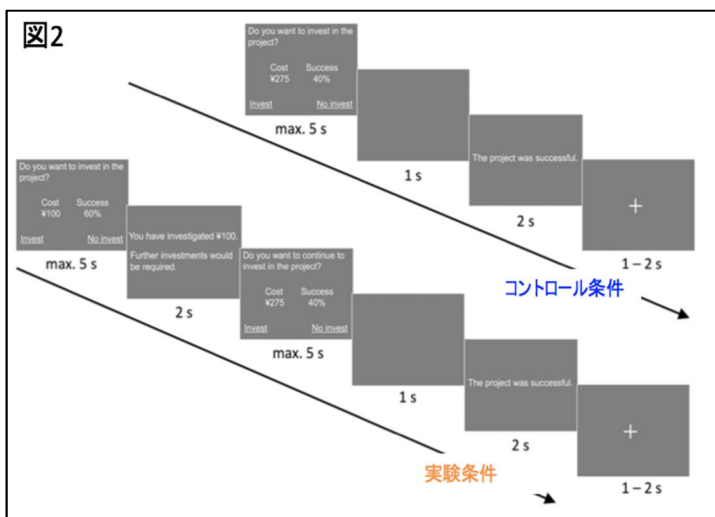 図2
Do you want to invest in the
project?
Cost Success
¥275 40%
Invest No invest
max. 5 s
1 s
The project was successful.
2 s
1 – 2 s
コントロール条件
Do you want to invest in the
project?
Cost Success
¥100 60%
Invest No invest
max. 5 s
You have investigated ¥100.
Further investments would
be required.
2 s
Do you want to continue to
invest in the project?
Cost Success
¥275 40%
Invest No invest
max. 5 s
1 s
The project was successful.
2 s
1 – 2 s
実験条件